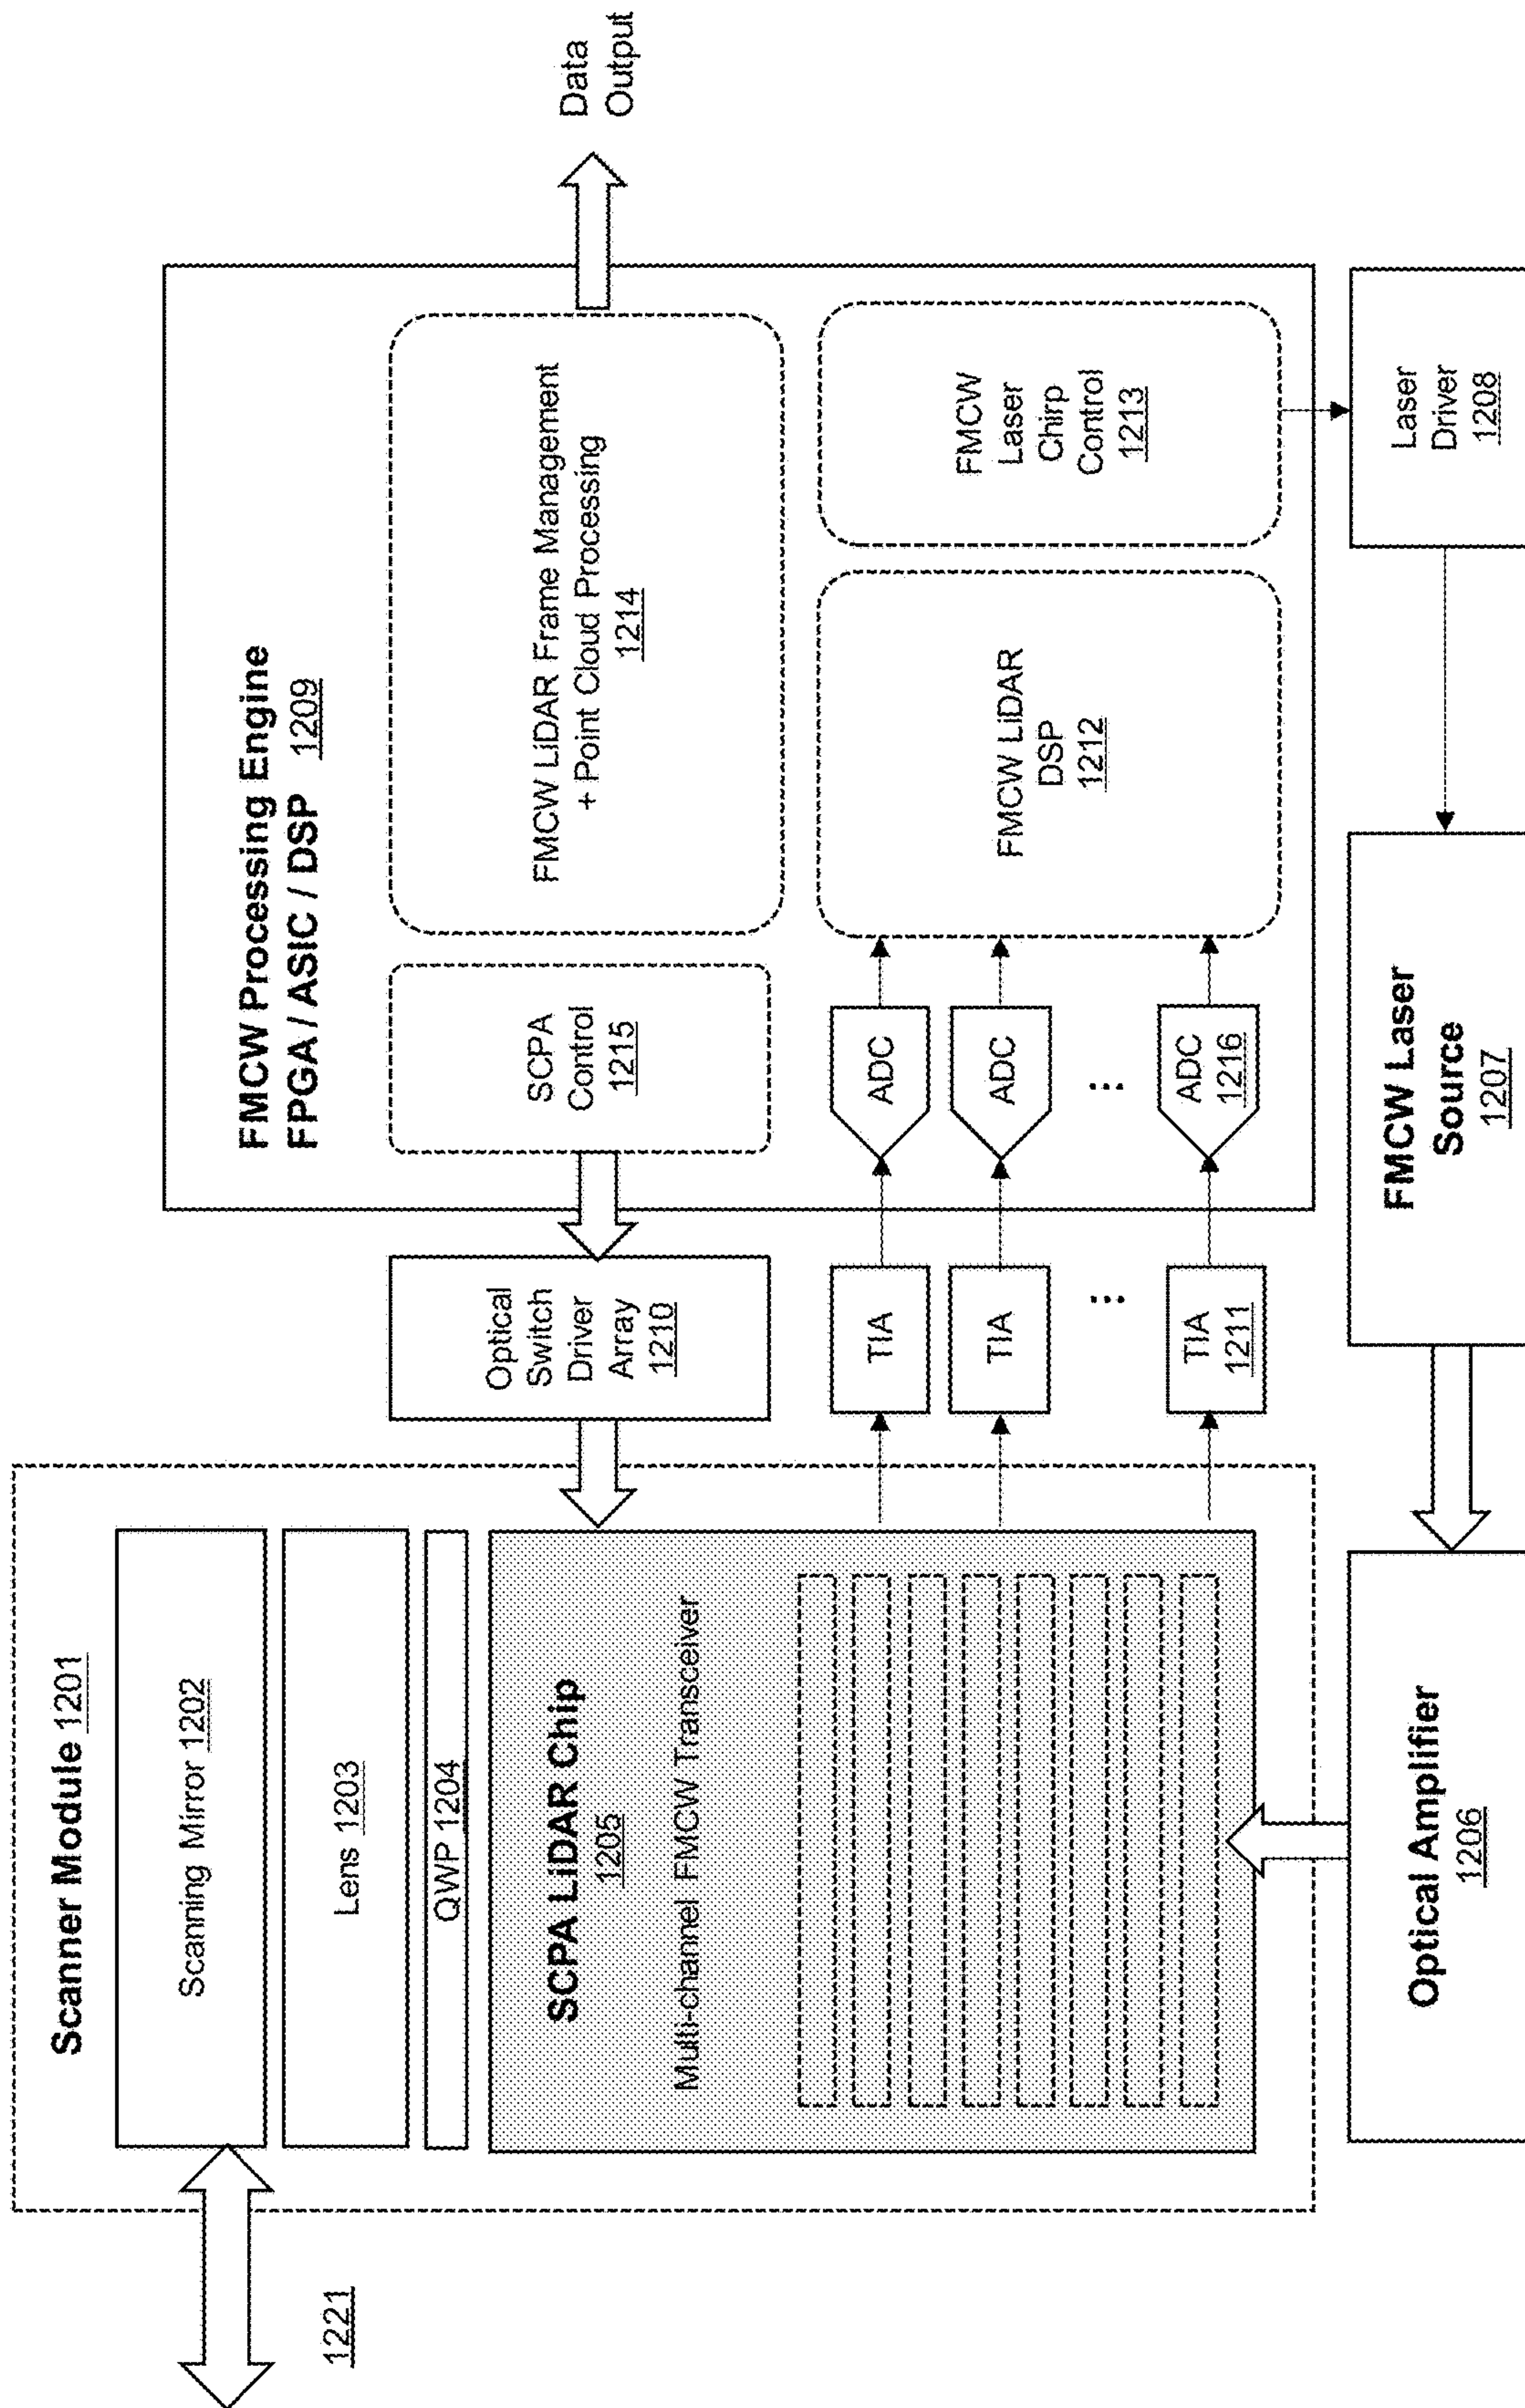 Scanner Module 1201
Scanning Mirror 1202
Lens 1203
QWP 1204
SCPA LiDAR Chip
1205
Multi-channel FMCW Transceiver
1221
Optical
Switch
Driver
Array
1210
TIA
TIA
...
TIA
1211
FMCW Processing Engine
FPGA / ASIC / DSP 1209
SCPA
Control
1215
FMCW LiDAR Frame Management
+ Point Cloud Processing
1214
ADC
ADC
...
ADC
1216
FMCW LiDAR
DSP
1212
FMCW
Laser
Chirp
Control
1213
Data
Output
Optical Amplifier
1206
FMCW Laser
Source
1207
Laser
Driver
1208